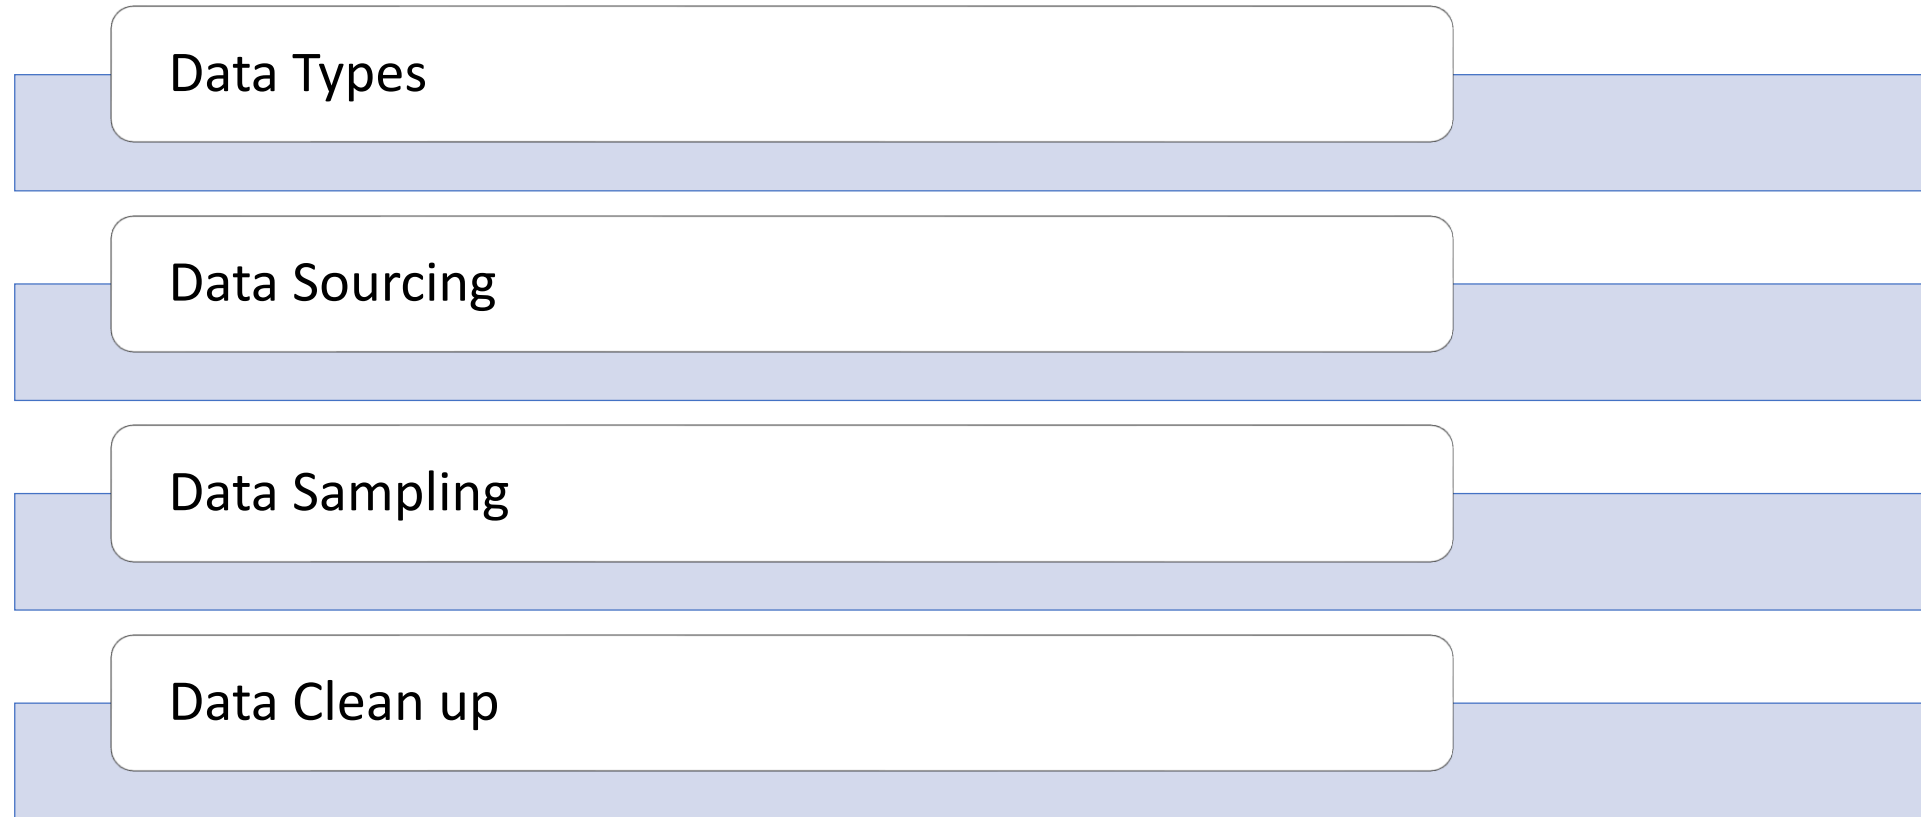 Data Types
Data Sourcing
Data Sampling
Data Clean up